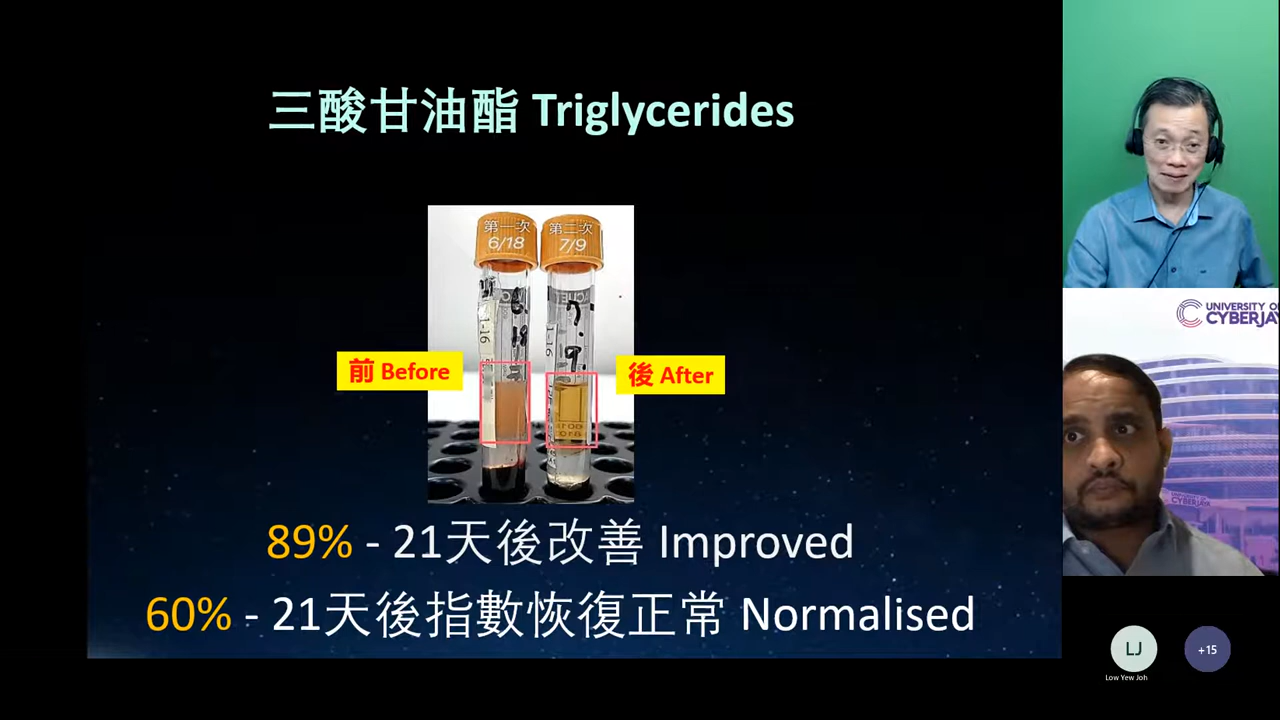 三酸甘油酯 Triglycerides
第一次
6/18
第二次
7/9
前 Before
後 After
89% - 21天後改善 Improved
60% - 21天後指數恢復正常 Normalised
UNIVERSITY OF
CYBERJAY
LJ
Low Yew Joh
+15